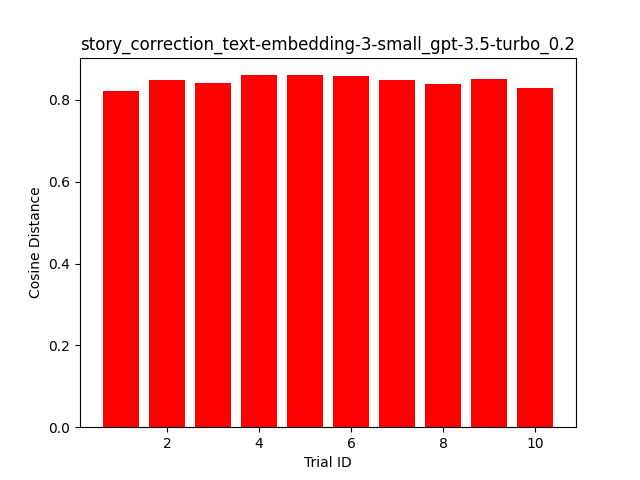 story_correction_text-embedding-3-small_gpt-3.5-turbo_0.2
Cosine Distance
0.8
0.6
0.4
0.2
0.0
2 4 6 8 10
Trial ID